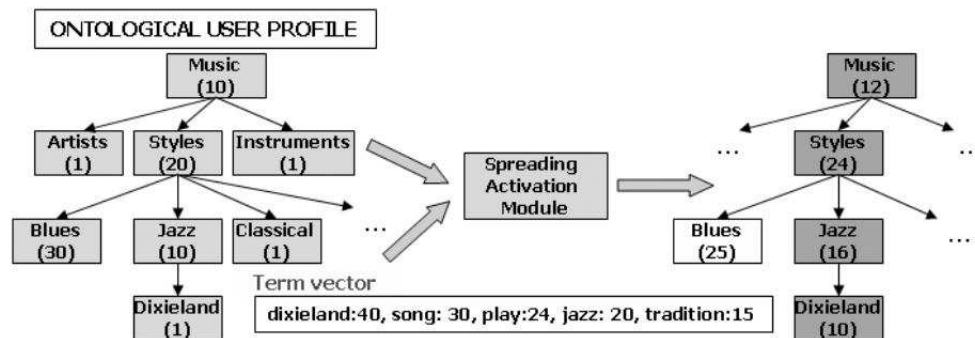 ONTOLOGICAL USER PROFILE
Music
(10)
Artists
(1)
Styles
(20)
Instruments
(1)
Blues
(30)
Jazz
(10)
Classical
(1)
...
Dixieland
(1)
Term vector
dixieland:40, song: 30, play:24, jazz: 20, tradition:15
Spreading
Activation
Module
Music
(12)
...
Styles
(24)
...
Blues
(25)
Jazz
(16)
...
Dixieland
(10)